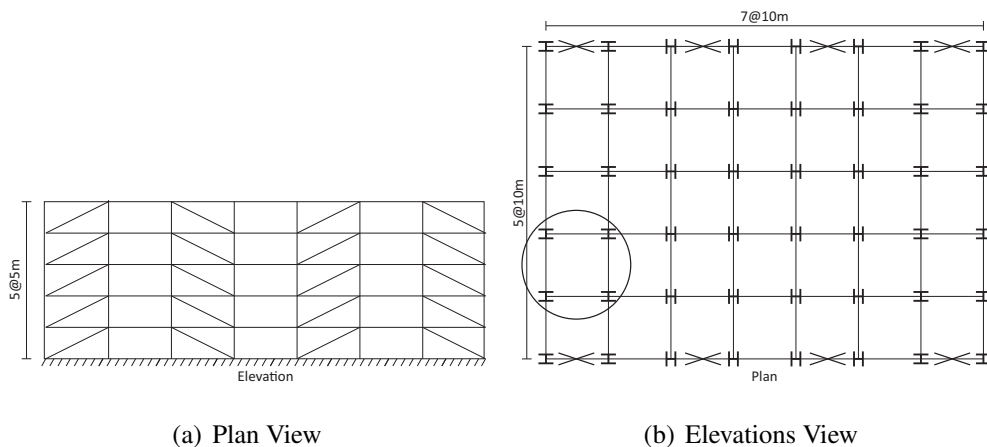 7@10m
5@10m
5@5m
Elevation
Plan
(a) Plan View
(b) Elevations View